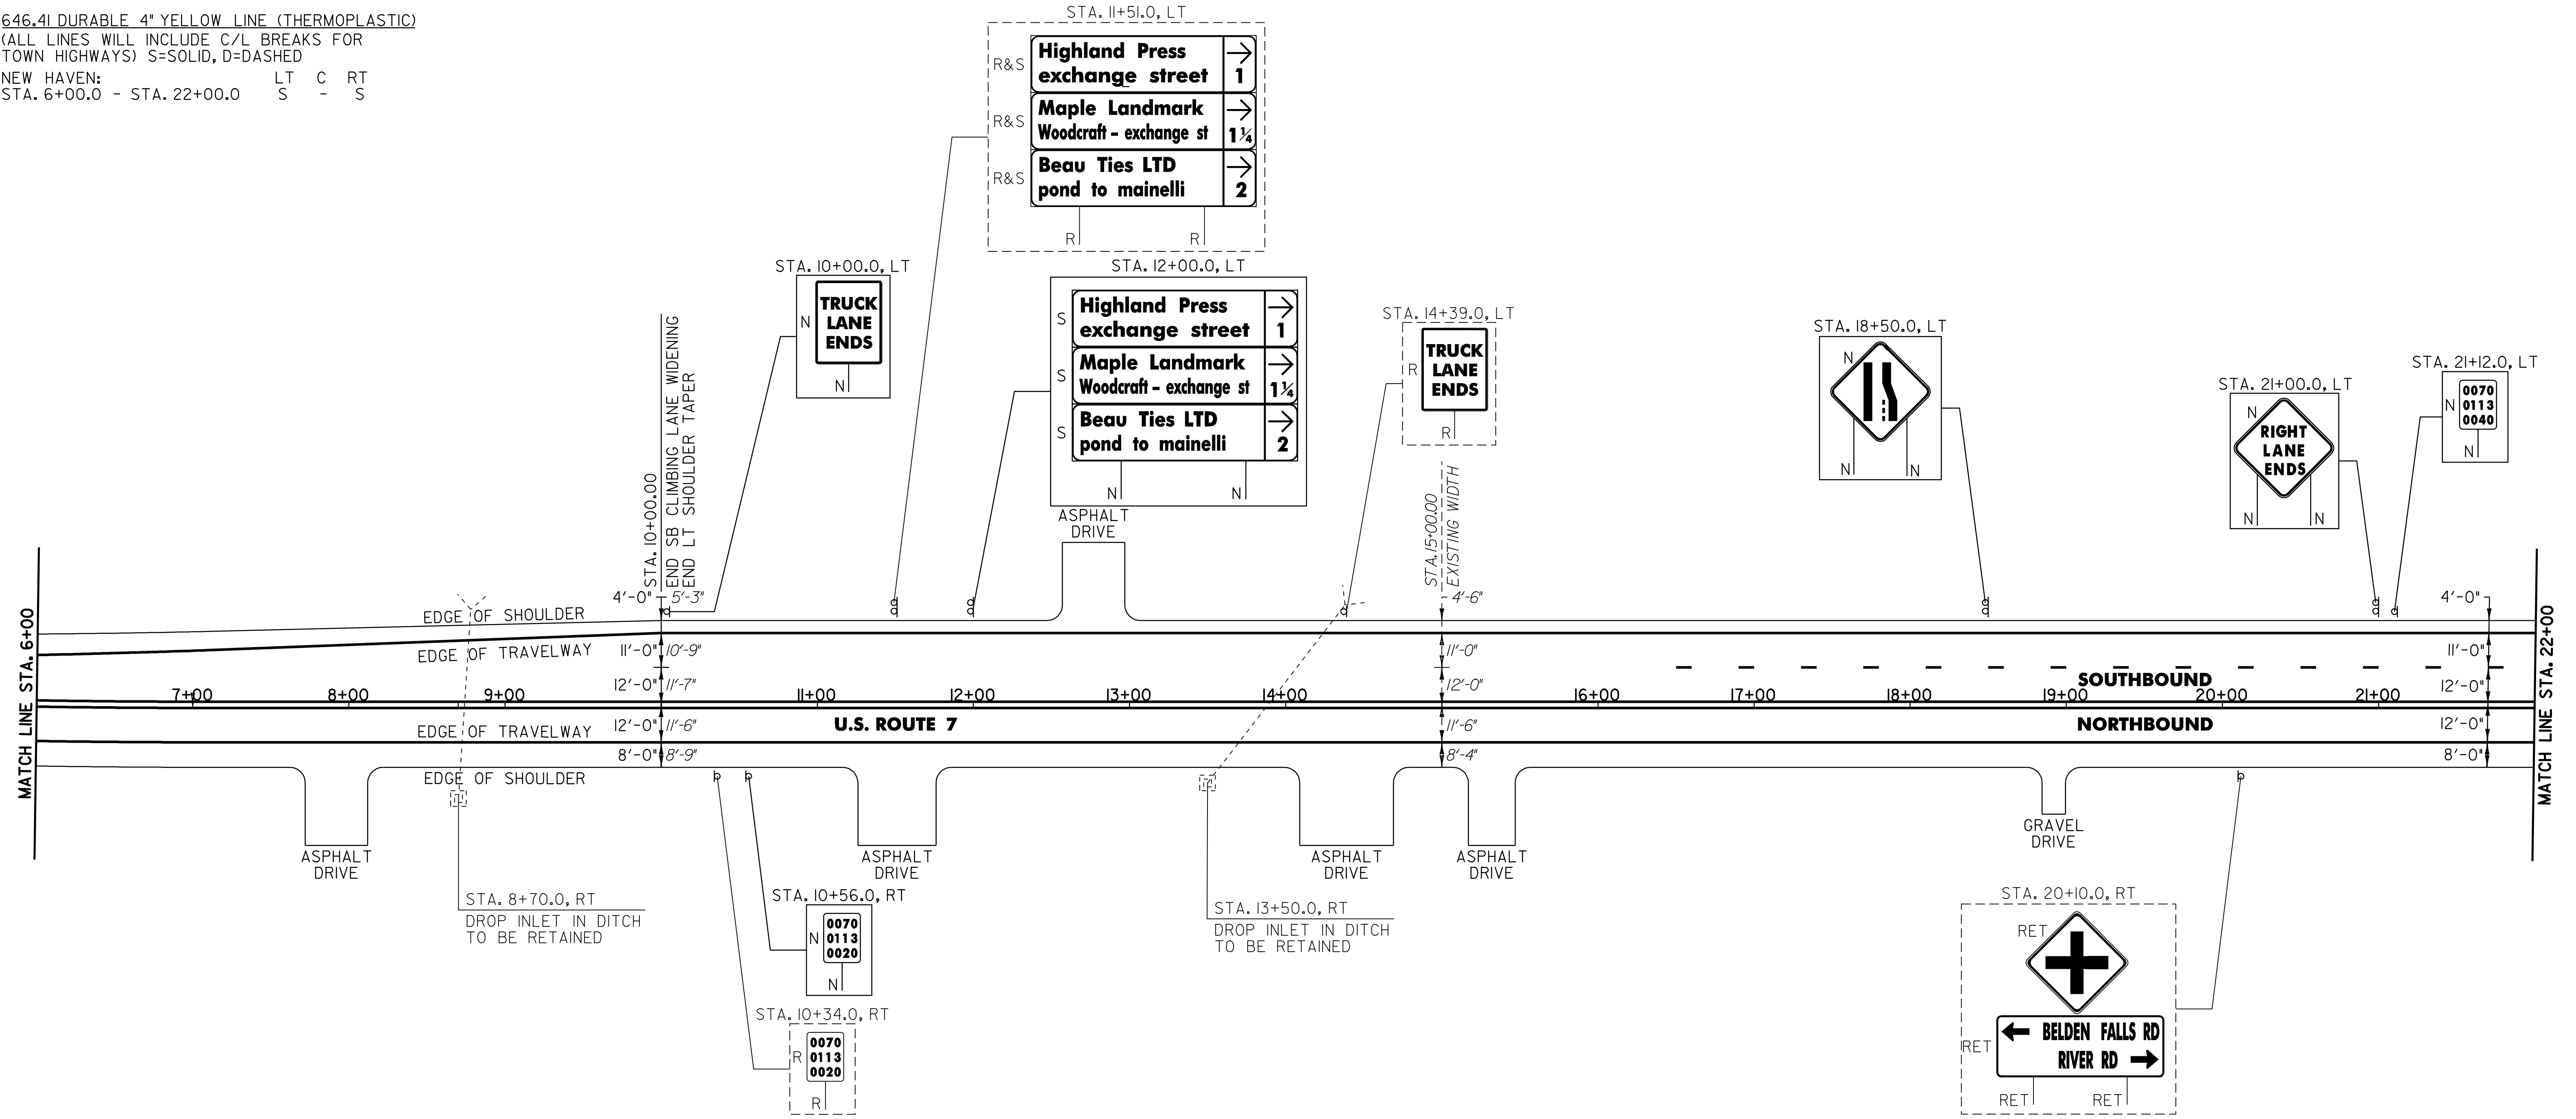 646.41 DURABLE 4" YELLOW LINE (THERMOPLASTIC)
(ALL LINES WILL INCLUDE C/L BREAKS FOR
TOWN HIGHWAYS) S=SOLID, D=DASHED
NEW HAVEN: LT C RT
STA. 6+00.0 - STA. 22+00.0 S - S
STA. 11+51.0, LT
R&S Highland Press →
exchange street 1
R&S Maple Landmark →
Woodcraft - exchange st 1¼
R&S Beau Ties LTD →
pond to mainelli 2
R R
STA. 10+00.0, LT
N TRUCK
LANE
ENDS
N
STA. 12+00.0, LT
S Highland Press →
exchange street 1
S Maple Landmark →
Woodcraft - exchange st 1¼
S Beau Ties LTD →
pond to mainelli 2
N N
STA. 14+39.0, LT
R TRUCK
LANE
ENDS
R
STA. 18+50.0, LT
N
N N
STA. 21+00.0, LT
N
RIGHT
LANE
ENDS
N N
STA. 21+12.0, LT
N 0070
0113
0040
N
STA. 10+00.00
END SB CLIMBING LANE WIDENING
END LT SHOULDER TAPER
STA. 15+00.00
EXISTING WIDTH
ASPHALT
DRIVE
MATCH LINE STA. 6+00
MATCH LINE STA. 22+00
4'-0" 5'-3"
4'-6"
4'-0"
EDGE OF SHOULDER
EDGE OF TRAVELWAY
11'-0" 10'-9"
11'-0"
11'-0"
SOUTHBOUND
12'-0" 11'-7"
12'-0"
12'-0"
7+00 8+00 9+00 11+00 12+00 13+00 14+00 16+00 17+00 18+00 19+00 20+00 21+00
EDGE OF TRAVELWAY
12'-0" 11'-6"
U.S. ROUTE 7
11'-6"
NORTHBOUND
12'-0"
8'-0" 8'-9"
8'-4"
8'-0"
EDGE OF SHOULDER
ASPHALT
DRIVE
ASPHALT
DRIVE
ASPHALT
DRIVE
ASPHALT
DRIVE
GRAVEL
DRIVE
STA. 8+70.0, RT
DROP INLET IN DITCH
TO BE RETAINED
STA. 10+56.0, RT
N 0070
0113
0020
N
STA. 10+34.0, RT
R 0070
0113
0020
R
STA. 13+50.0, RT
DROP INLET IN DITCH
TO BE RETAINED
STA. 20+10.0, RT
RET
RET ← BELDEN FALLS RD
RIVER RD →
RET RET